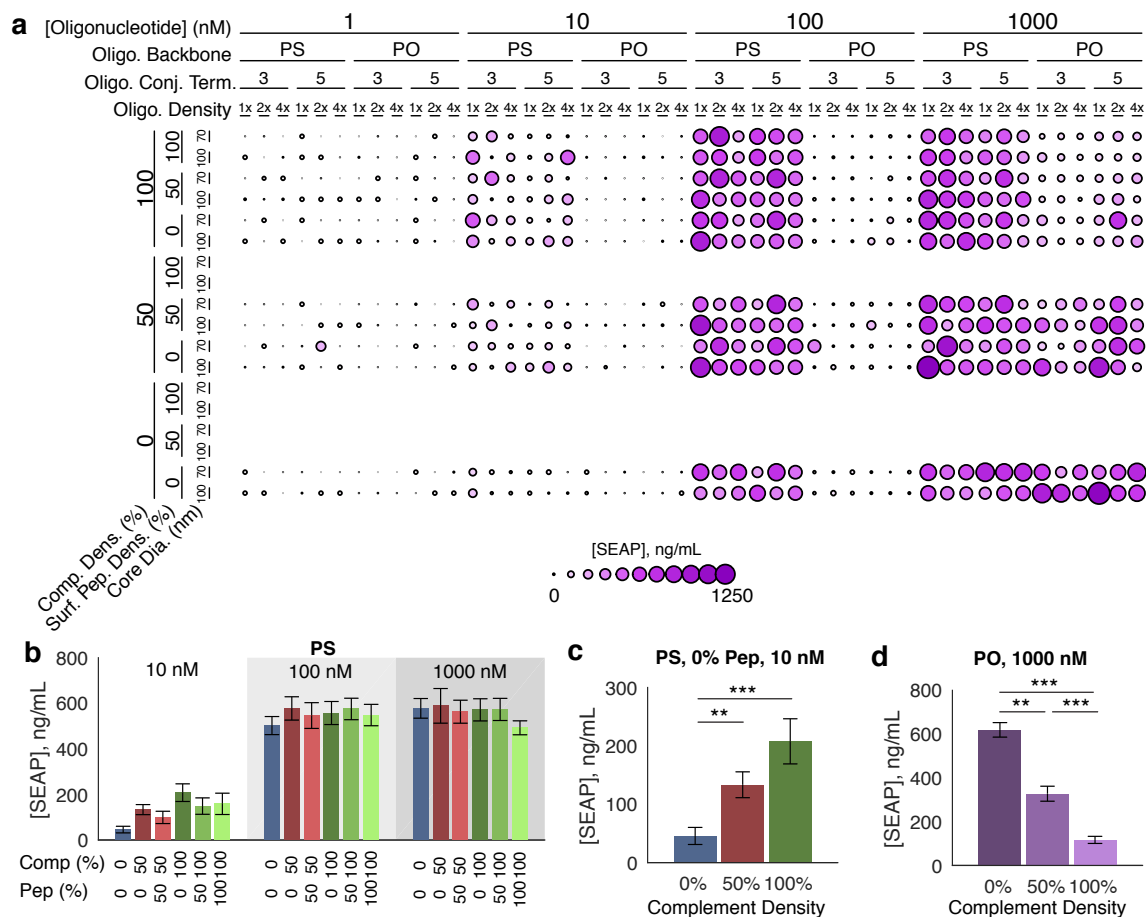 a
[Oligonucleotide] (nM) 1 10 100 1000
Oligo. Backbone PS PO PS PO PS PO PS PO
Oligo. Conj. Term. 3 5 3 5 3 5 3 5 3 5 3 5 3 5 3 5
Oligo. Density 1x 2x 4x 1x 2x 4x 1x 2x 4x 1x 2x 4x 1x 2x 4x 1x 2x 4x 1x 2x 4x 1x 2x 4x 1x 2x 4x 1x 2x 4x 1x 2x 4x 1x 2x 4x 1x 2x 4x 1x 2x 4x 1x 2x 4x 1x 2x 4x
100 100 70
100
50 70
100
0 70
100
50 100 70
100
50 70
100
0 70
100
0 100 70
100
50 70
100
0 70
100
Comp. Dens. (%)
Surf. Pep. Dens. (%)
Core Dia. (nm)
[SEAP], ng/mL
0 1250
b
PS
10 nM 100 nM 1000 nM
[SEAP], ng/mL
800
600
400
200
0
Comp (%) 0 50 50 100 100 100 0 50 50 100 100 100 0 50 50 100 100 100
Pep (%) 0 0 50 0 50 100 0 0 50 0 50 100 0 0 50 0 50 100
c
PS, 0% Pep, 10 nM
[SEAP], ng/mL
300
200
100
0
***
**
0% 50% 100%
Complement Density
d
PO, 1000 nM
[SEAP], ng/mL
800
600
400
200
0
***
** ***
0% 50% 100%
Complement Density